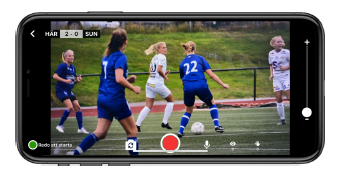 HÄR 2 - 0 SUN
7
22
Redo att starta